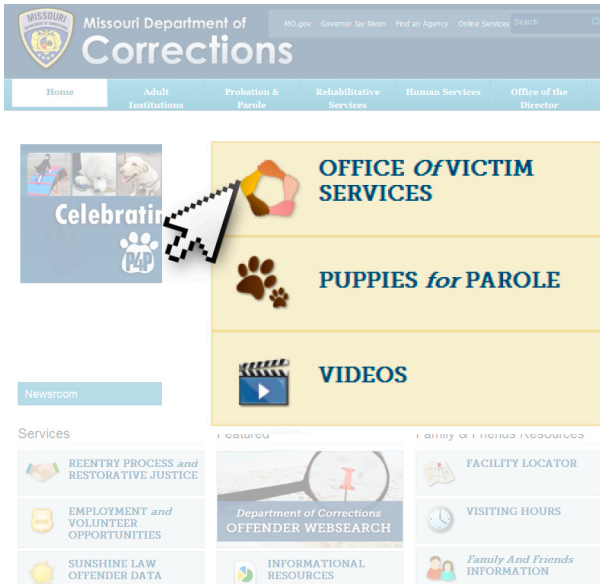 MISSOURI
Missouri Department of
Corrections
MO.gov Governor Jay Nixon Find an Agency Online Services Search
Home
Adult Institutions
Probation & Parole
Rehabilitative Services
Human Services
Office of the Director
Celebratin
P4P
OFFICE Of VICTIM
SERVICES
PUPPIES for PAROLE
VIDEOS
Newsroom
Services
Featured
Family & Friends Resources
REENTRY PROCESS and
RESTORATIVE JUSTICE
EMPLOYMENT and
VOLUNTEER
OPPORTUNITIES
SUNSHINE LAW
OFFENDER DATA
Department of Corrections
OFFENDER WEBSEARCH
INFORMATIONAL
RESOURCES
FACILITY LOCATOR
VISITING HOURS
Family And Friends
INFORMATION